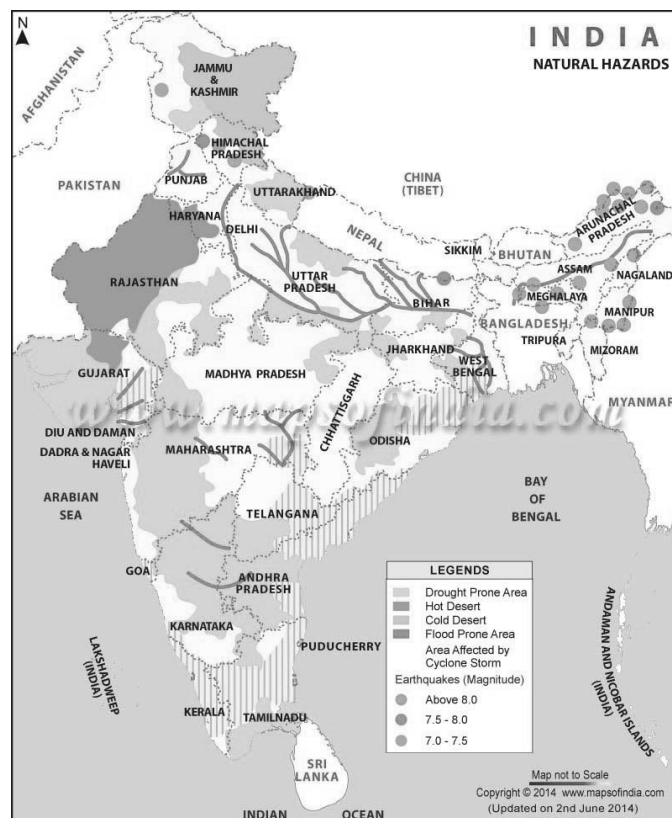 N
INDIA
NATURAL HAZARDS
AFGHANISTAN
JAMMU
&
KASHMIR
HIMACHAL
PRADESH
PAKISTAN
PUNJAB
CHINA
(TIBET)
UTTARAKHAND
HARYANA
DELHI
NEPAL
SIKKIM
BHUTAN
ARUNACHAL
PRADESH
RAJASTHAN
UTTAR
PRADESH
ASSAM
NAGALAND
BIHAR
MEGHALAYA
MANIPUR
BANGLADESH
TRIPURA
MIZORAM
GUJARAT
MADHYA PRADESH
JHARKHAND
WEST
BENGAL
CHHATTISGARH
MYANMAR
www.mapsofindia.com
DIU AND DAMAN
DADRA & NAGAR
HAVELI
MAHARASHTRA
ODISHA
ARABIAN
SEA
TELANGANA
BAY
OF
BENGAL
GOA
ANDHRA
PRADESH
KARNATAKA
PUDUCHERRY
LAKSHADWEEP
(INDIA)
KERALA
TAMILNADU
ANDAMAN AND NICOBAR ISLANDS
(INDIA)
SRI
LANKA
INDIAN OCEAN
LEGENDS
Drought Prone Area
Hot Desert
Cold Desert
Flood Prone Area
Area Affected by
Cyclone Storm
Earthquakes (Magnitude)
Above 8.0
7.5 - 8.0
7.0 - 7.5
Map not to Scale
Copyright © 2014 www.mapsofindia.com
(Updated on 2nd June 2014)